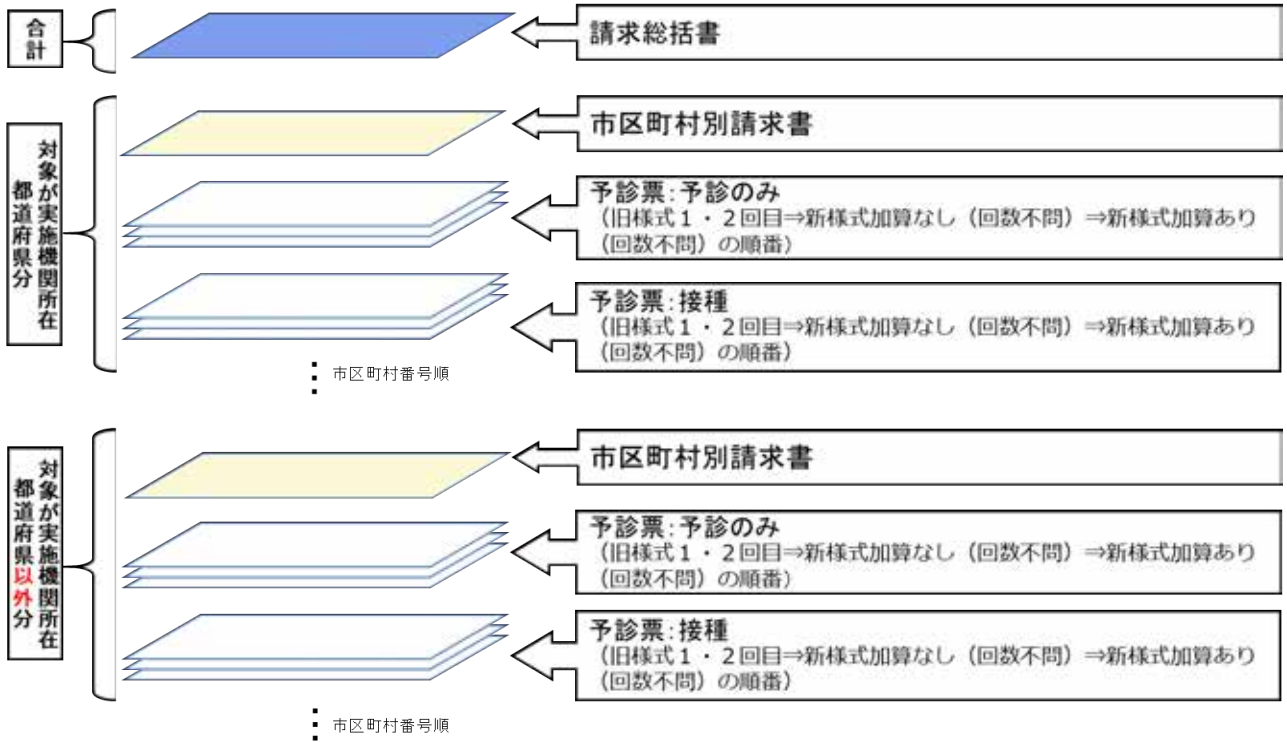 合計
請求総括書
対象が実施機関所在
都道府県分
市区町村別請求書
予診票:予診のみ
(旧様式1・2回目⇒新様式加算なし(回数不問)⇒新様式加算あり
(回数不問)の順番)
予診票:接種
(旧様式1・2回目⇒新様式加算なし(回数不問)⇒新様式加算あり
(回数不問)の順番)
市区町村番号順
対象が実施機関所在
都道府県以外分
市区町村別請求書
予診票:予診のみ
(旧様式1・2回目⇒新様式加算なし(回数不問)⇒新様式加算あり
(回数不問)の順番)
予診票:接種
(旧様式1・2回目⇒新様式加算なし(回数不問)⇒新様式加算あり
(回数不問)の順番)
市区町村番号順